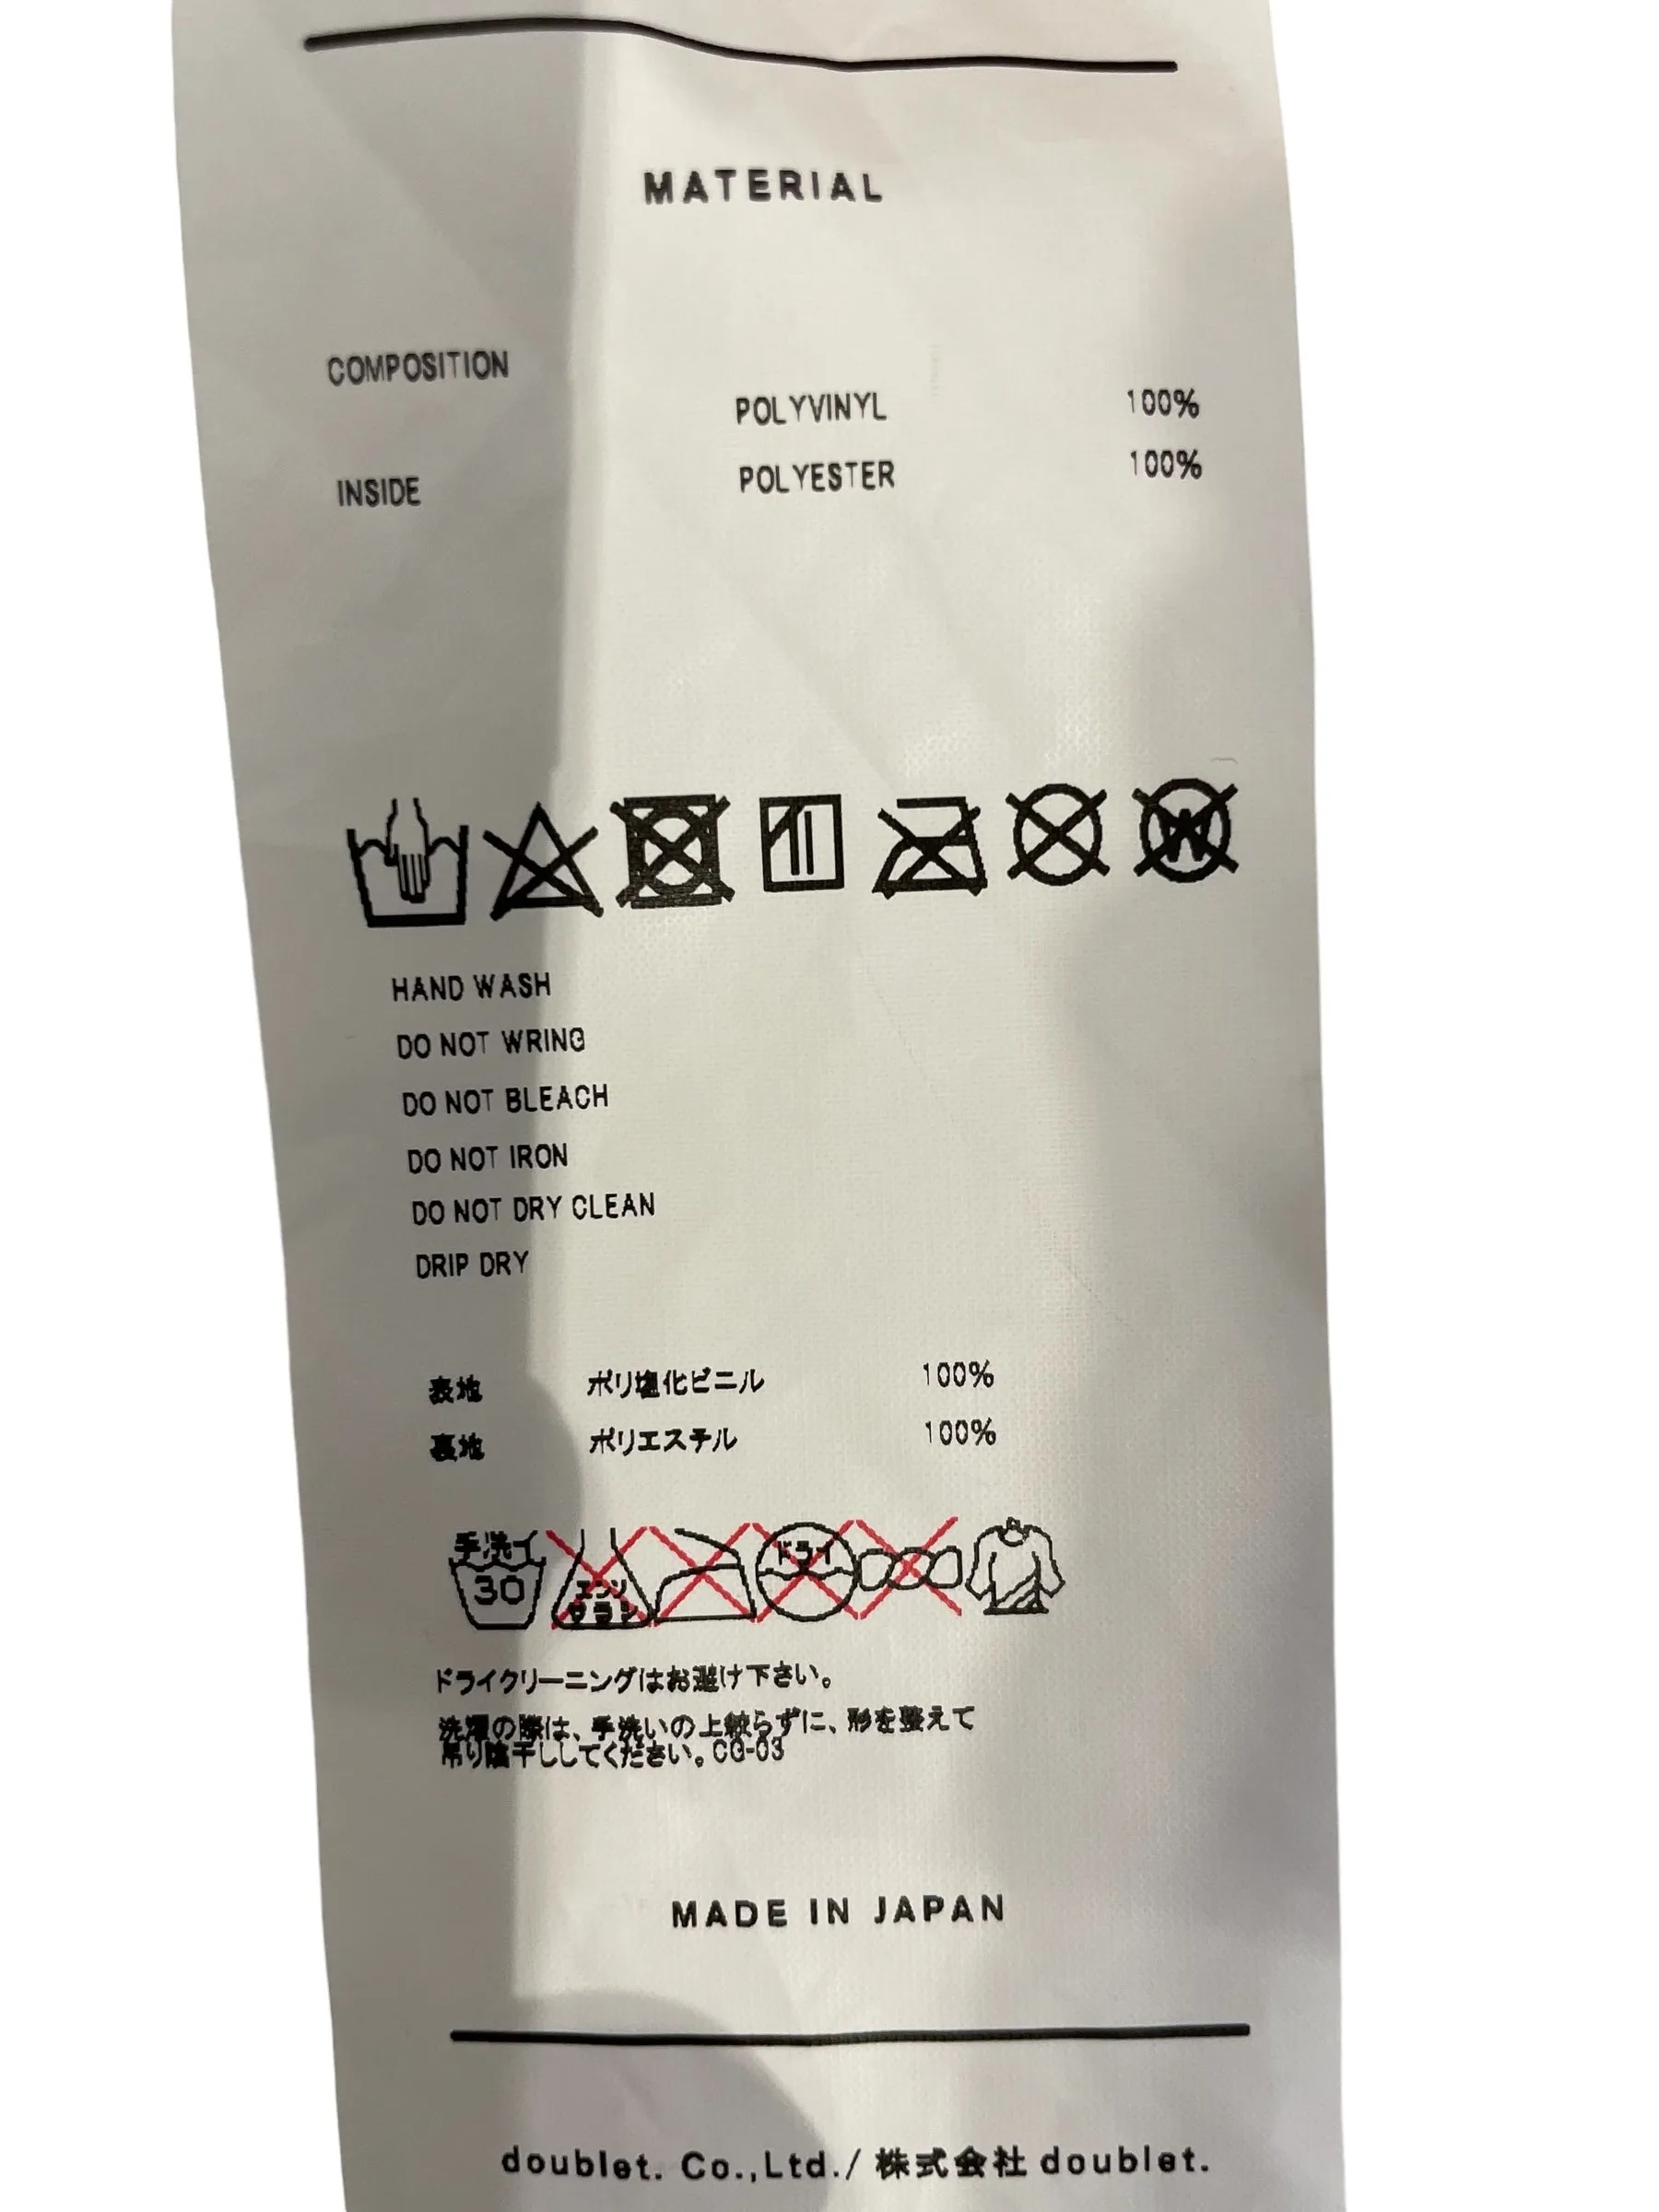 MATERIAL
COMPOSITION
POLYVINYL 100%
INSIDE POLYESTER 100%
W
HAND WASH
DO NOT WRING
DO NOT BLEACH
DO NOT IRON
DO NOT DRY CLEAN
DRIP DRY
表地 ポリ塩化ビニル 100%
裏地 ポリエステル 100%
手洗イ 30 エンソ サラシ ドライ
ドライクリーニングはお避け下さい。
洗濯の際は、手洗いの上絞らずに、形を整えて
吊り陰干ししてください。CG-03
MADE IN JAPAN
doublet. Co.,Ltd./ 株式会社 doublet.